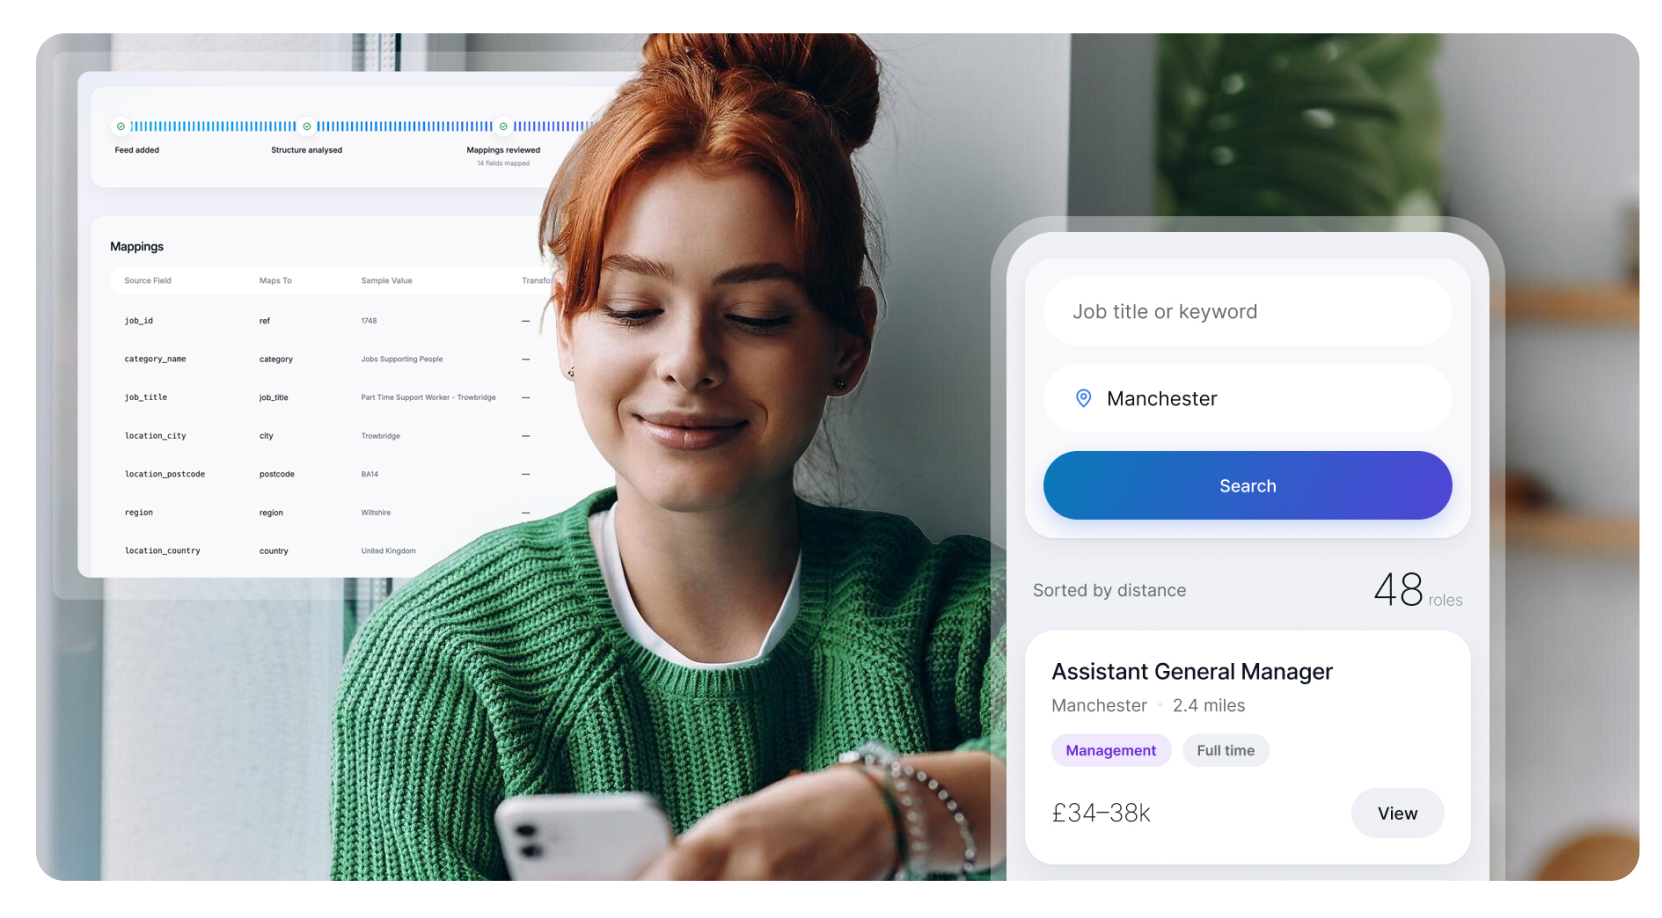 Feed added
Structure analysed
Mappings reviewed
14 fields mapped
Mappings
Source Field Maps To Sample Value Transfo
job_id ref 1748 —
category_name category Jobs Supporting People —
job_title job_title Part Time Support Worker - Trowbridge —
location_city city Trowbridge —
location_postcode postcode BA14 —
region region Wiltshire —
location_country country United Kingdom
Job title or keyword
Manchester
Search
Sorted by distance
48 roles
Assistant General Manager
Manchester • 2.4 miles
Management Full time
£34–38k
View